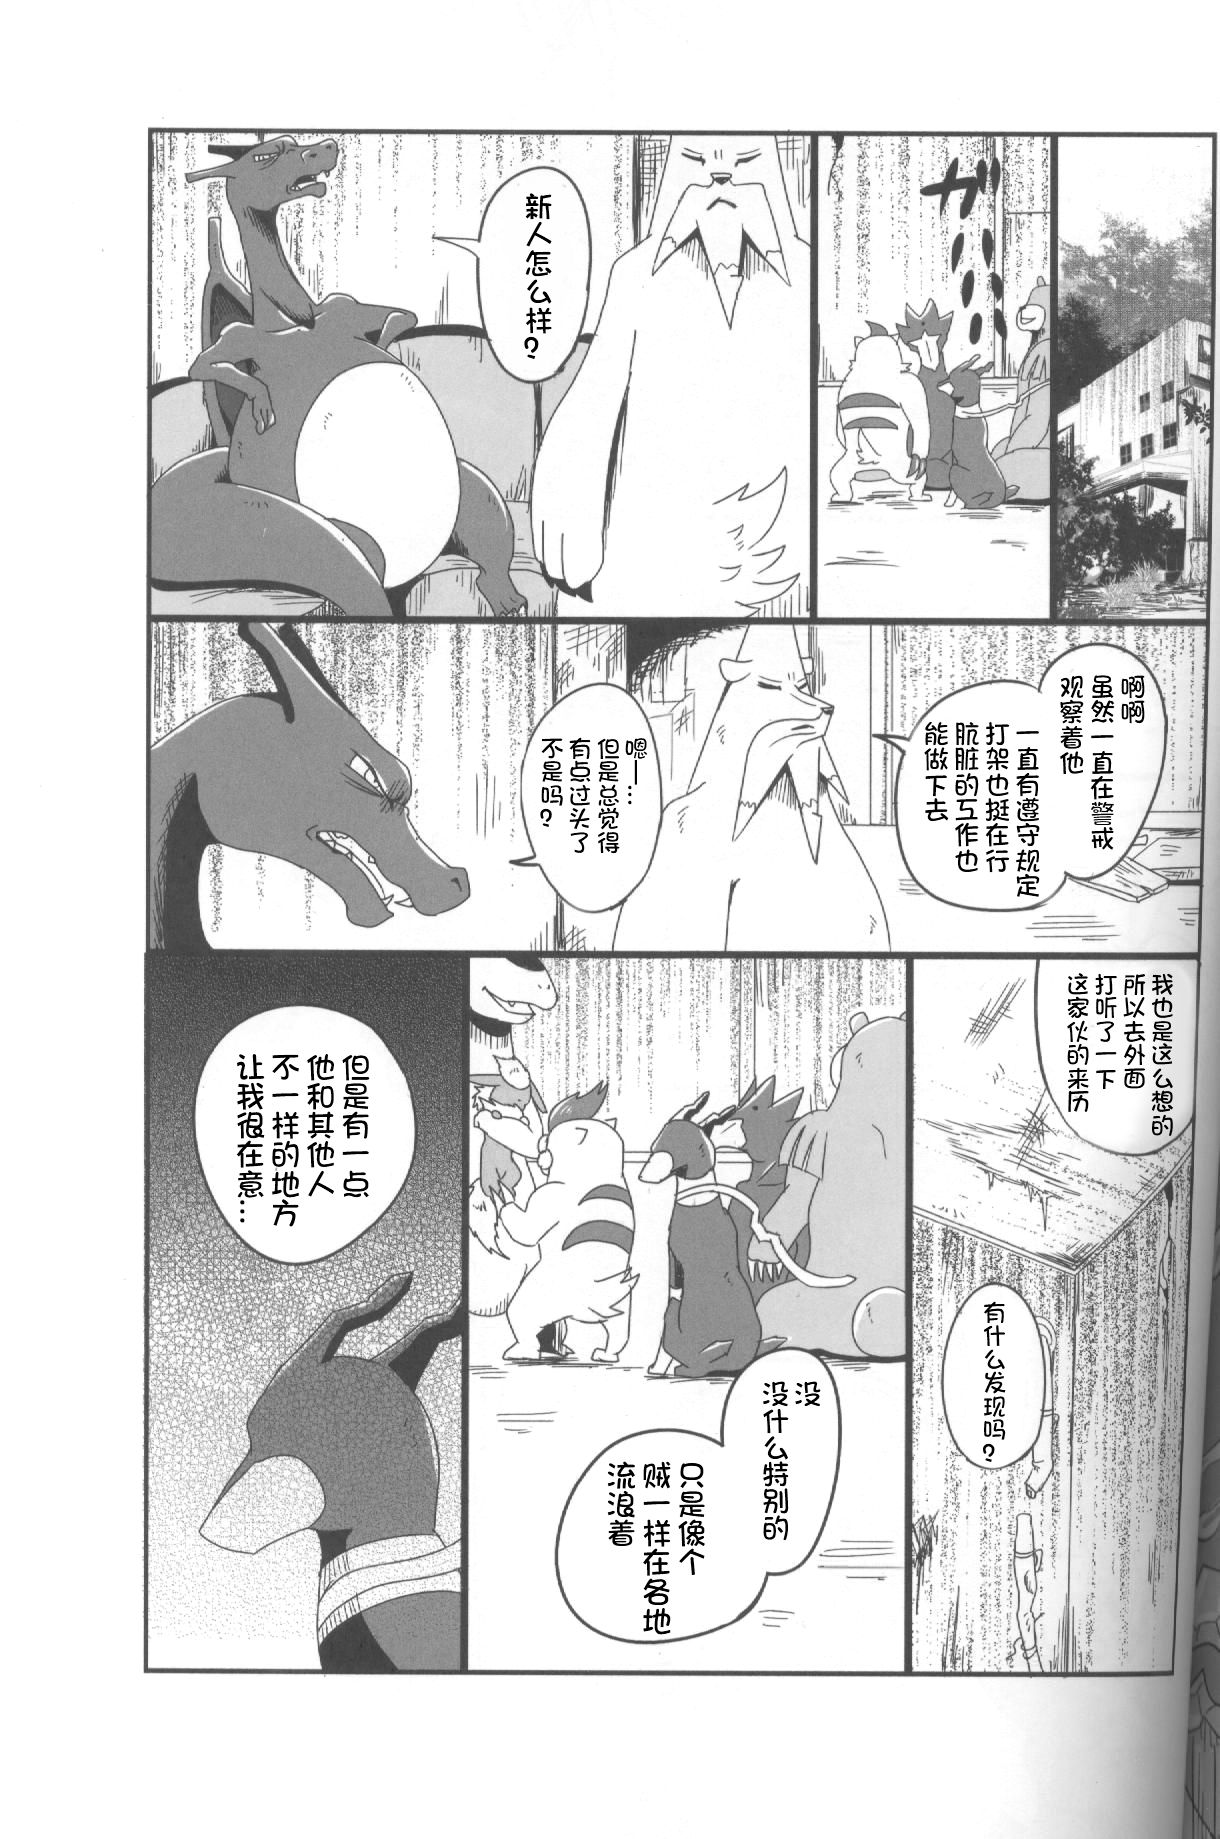 ガヤガヤ
新人怎么样?
啊啊
虽然一直在警戒
观察着他
一直有遵守规定
打架也挺在行
肮脏的互作也
能做下去
嗯——…
但是总觉得
有点过头了
不是吗?
我也是这么想的
所以去外面
打听了一下
这家伙的来历
有什么发现吗?
没
没什么特别的
只是像个
贼一样在各地
流浪着
但是有一点
他和其他人
不一样的地方
让我很在意…